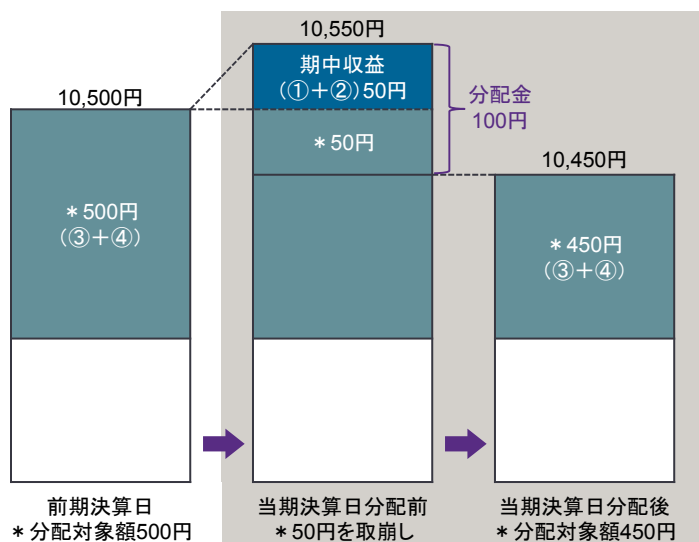 10,500円
*500円
(③+④)
前期決算日
*分配対象額500円
10,550円
期中収益
(①+②)50円
*50円
分配金
100円
当期決算日分配前
*50円を取崩し
10,450円
*450円
(③+④)
当期決算日分配後
*分配対象額450円